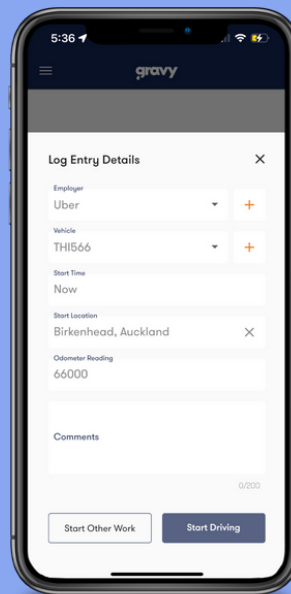 5:36
gravy
Log Entry Details
Employer
Uber
Vehicle
THI566
Start Time
Now
Start Location
Birkenhead, Auckland
Odometer Reading
66000
Comments
0/200
Start Other Work
Start Driving